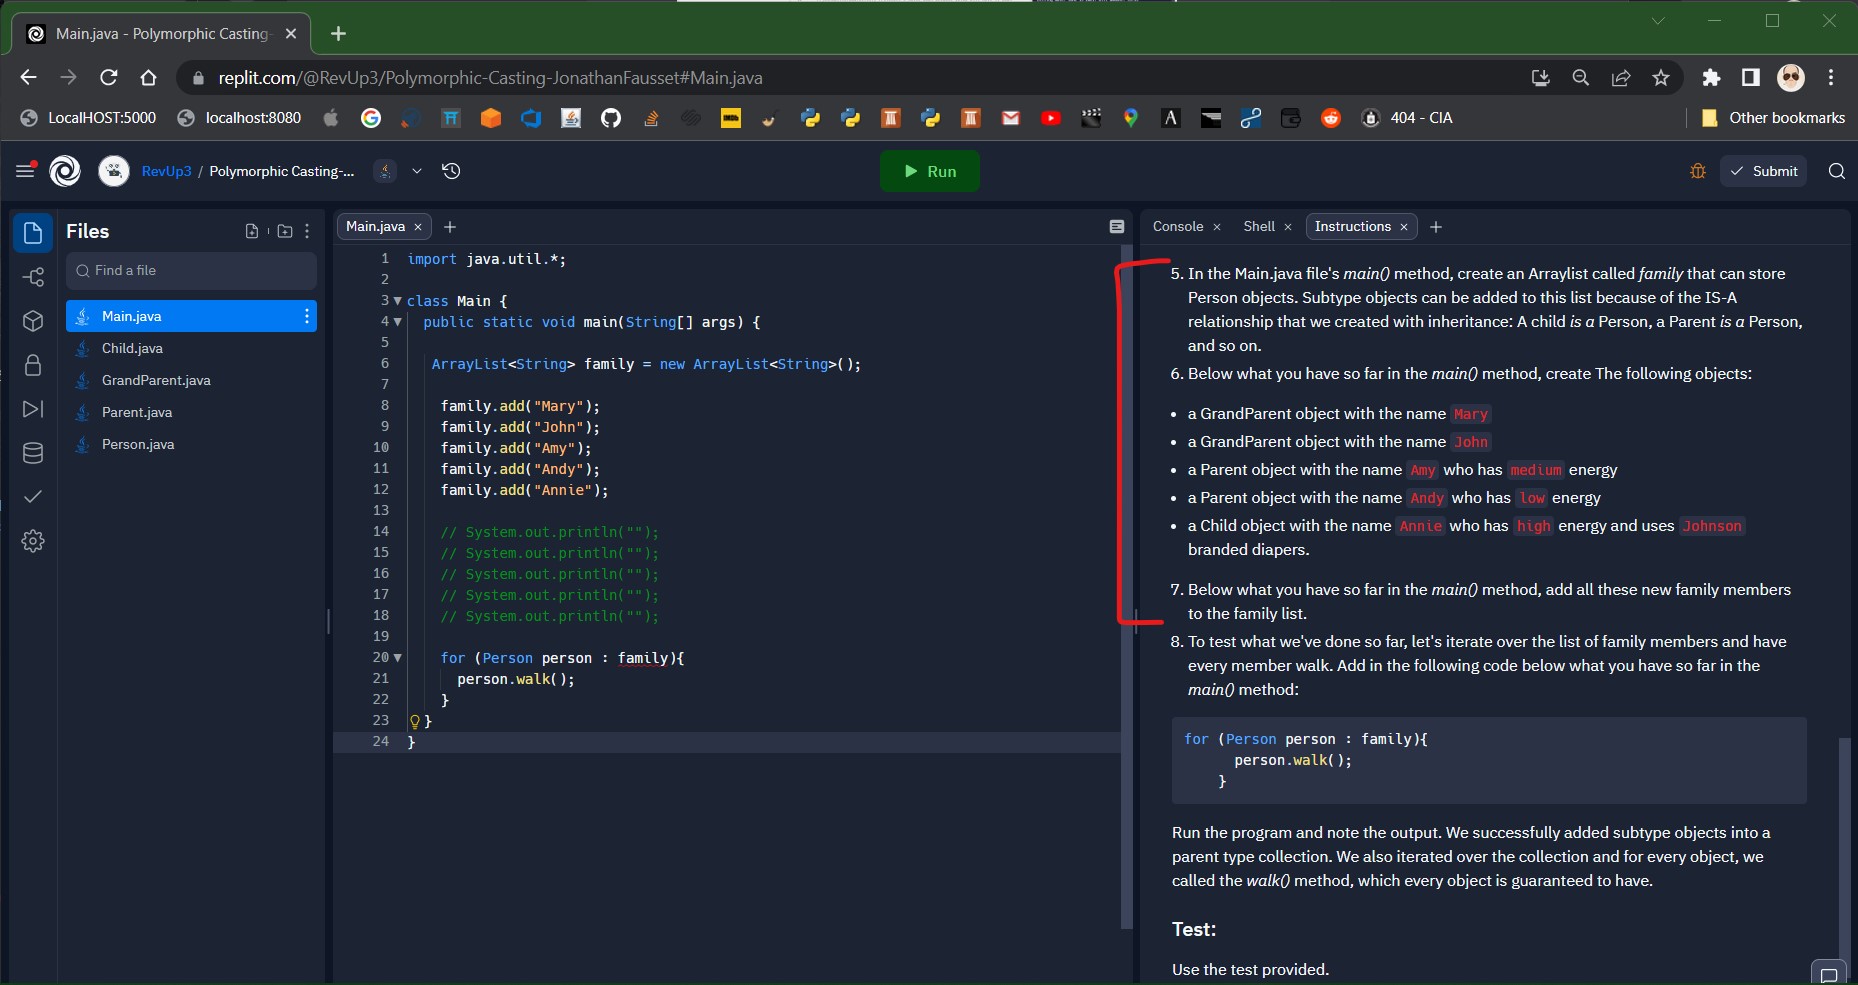 Main.java - Polymorphic Casting-
replit.com/@RevUp3/Polymorphic-Casting-JonathanFausset#Main.java
LocalHOST:5000
localhost:8080
404 - CIA
Other bookmarks
RevUp3 / Polymorphic Casting-...
Run
Submit
Files
Find a file
Main.java
Child.java
GrandParent.java
Parent.java
Person.java
Main.java
1 import java.util.*;
2
3 class Main {
4 public static void main(String[] args) {
5
6 ArrayList<String> family = new ArrayList<String>();
7
8 family.add("Mary");
9 family.add("John");
10 family.add("Amy");
11 family.add("Andy");
12 family.add("Annie");
13
14 // System.out.println("");
15 // System.out.println("");
16 // System.out.println("");
17 // System.out.println("");
18 // System.out.println("");
19
20 for (Person person : family){
21 person.walk();
22 }
23 }
24 }
Console
Shell
Instructions
5. In the Main.java file's main() method, create an Arraylist called family that can store
Person objects. Subtype objects can be added to this list because of the IS-A
relationship that we created with inheritance: A child is a Person, a Parent is a Person,
and so on.
6. Below what you have so far in the main() method, create The following objects:
• a GrandParent object with the name Mary
• a GrandParent object with the name John
• a Parent object with the name Amy who has medium energy
• a Parent object with the name Andy who has low energy
• a Child object with the name Annie who has high energy and uses Johnson
branded diapers.
7. Below what you have so far in the main() method, add all these new family members
to the family list.
8. To test what we've done so far, let's iterate over the list of family members and have
every member walk. Add in the following code below what you have so far in the
main() method:
for (Person person : family){
person.walk();
}
Run the program and note the output. We successfully added subtype objects into a
parent type collection. We also iterated over the collection and for every object, we
called the walk() method, which every object is guaranteed to have.
Test:
Use the test provided.